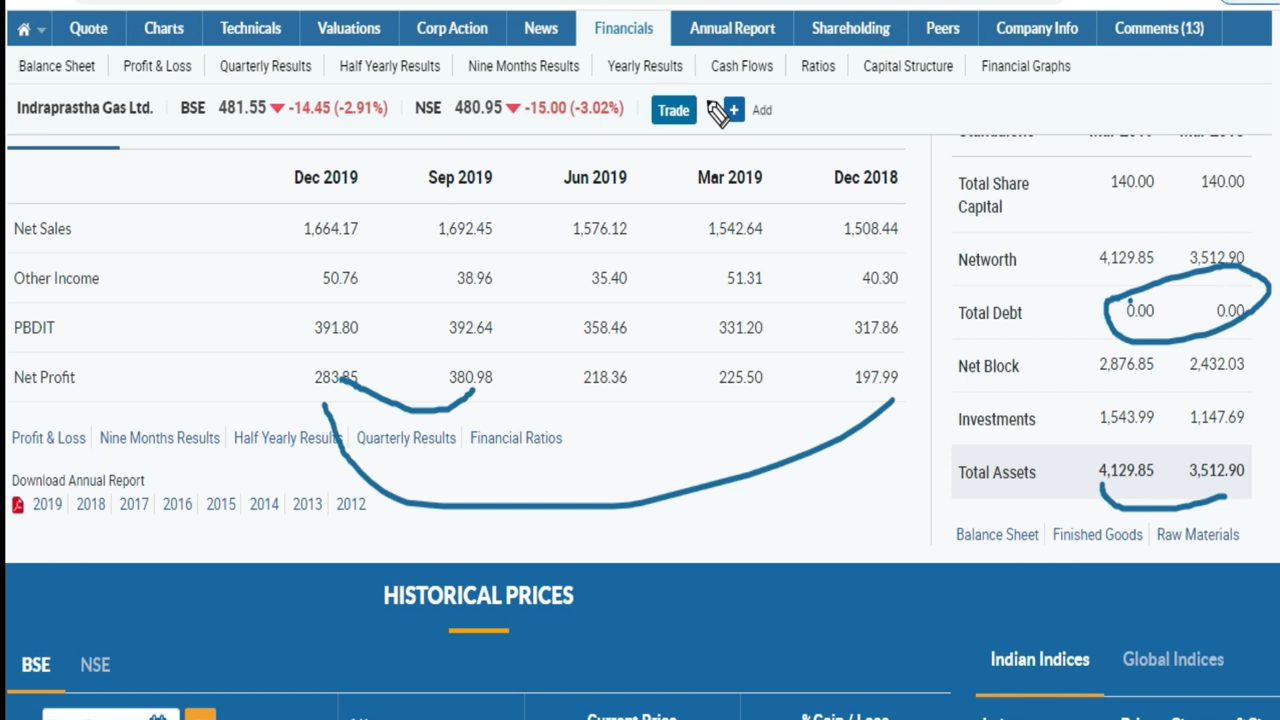 Quote Charts Technicals Valuations Corp Action News Financials Annual Report Shareholding Peers Company Info Comments (13)
Balance Sheet Profit & Loss Quarterly Results Half Yearly Results Nine Months Results Yearly Results Cash Flows Ratios Capital Structure Financial Graphs
Indraprastha Gas Ltd. BSE 481.55 -14.45 (-2.91%) NSE 480.95 -15.00 (-3.02%) Trade + Add
Dec 2019 Sep 2019 Jun 2019 Mar 2019 Dec 2018
Net Sales 1,664.17 1,692.45 1,576.12 1,542.64 1,508.44
Other Income 50.76 38.96 35.40 51.31 40.30
PBDIT 391.80 392.64 358.46 331.20 317.86
Net Profit 283.85 380.98 218.36 225.50 197.99
Profit & Loss Nine Months Results Half Yearly Results Quarterly Results Financial Ratios
Download Annual Report
2019 2018 2017 2016 2015 2014 2013 2012
Total Share Capital 140.00 140.00
Networth 4,129.85 3,512.90
Total Debt 0.00 0.00
Net Block 2,876.85 2,432.03
Investments 1,543.99 1,147.69
Total Assets 4,129.85 3,512.90
Balance Sheet Finished Goods Raw Materials
HISTORICAL PRICES
BSE NSE
Indian Indices Global Indices
Current Price % Gain / Loss